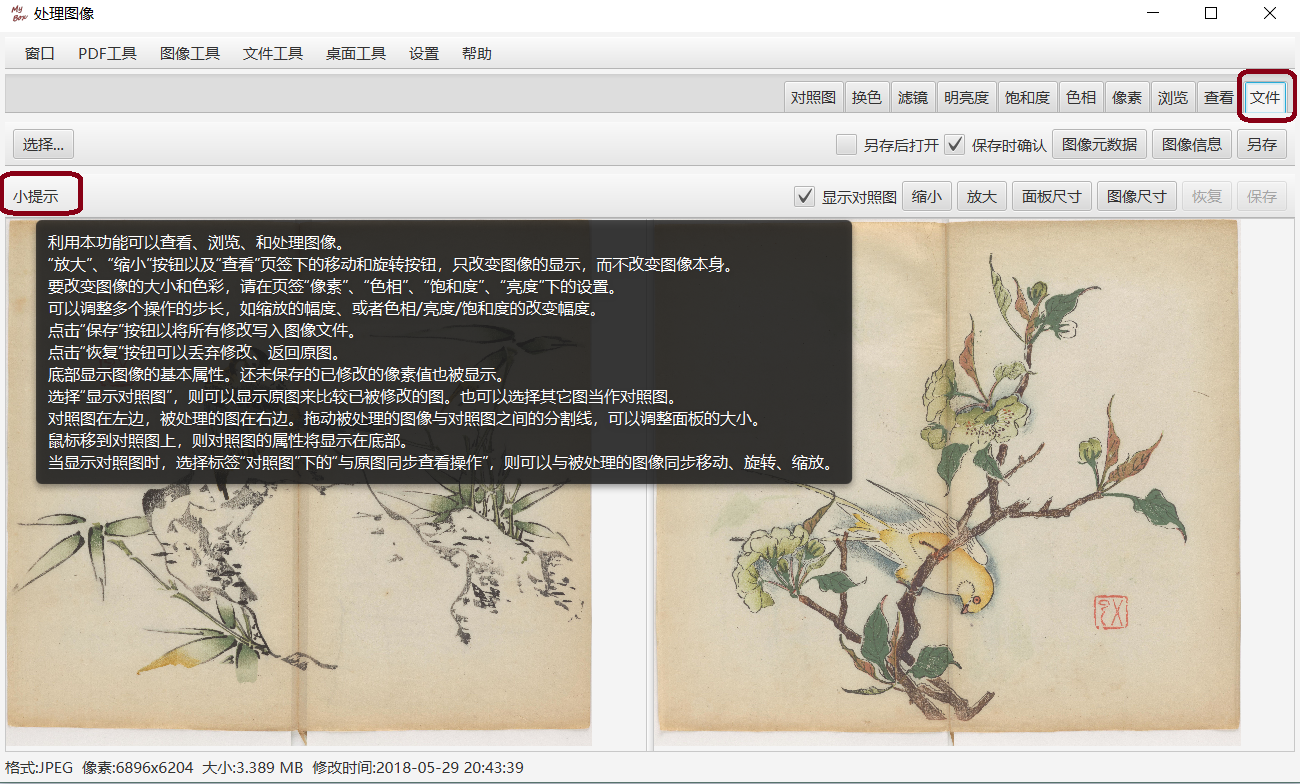 My Box 处理图像
窗口 PDF工具 图像工具 文件工具 桌面工具 设置 帮助
对照图 换色 滤镜 明亮度 饱和度 色相 像素 浏览 查看 文件
选择... 另存后打开 保存时确认 图像元数据 图像信息 另存
小提示 显示对照图 缩小 放大 面板尺寸 图像尺寸 恢复 保存
利用本功能可以查看、浏览、和处理图像。
“放大”、“缩小”按钮以及“查看”页签下的移动和旋转按钮，只改变图像的显示，而不改变图像本身。
要改变图像的大小和色彩，请在页签“像素”、“色相”、“饱和度”、“亮度”下的设置。
可以调整多个操作的步长，如缩放的幅度、或者色相/亮度/饱和度的改变幅度。
点击“保存”按钮以将所有修改写入图像文件。
点击“恢复”按钮可以丢弃修改、返回原图。
底部显示图像的基本属性。还未保存的已修改的像素值也被显示。
选择“显示对照图”，则可以显示原图来比较已被修改的图。也可以选择其它图当作对照图。
对照图在左边，被处理的图在右边。拖动被处理的图像与对照图之间的分割线，可以调整面板的大小。
鼠标移到对照图上，则对照图的属性将显示在底部。
当显示对照图时，选择标签“对照图”下的“与原图同步查看操作”，则可以与被处理的图像同步移动、旋转、缩放。
格式:JPEG 像素:6896x6204 大小:3.389 MB 修改时间:2018-05-29 20:43:39